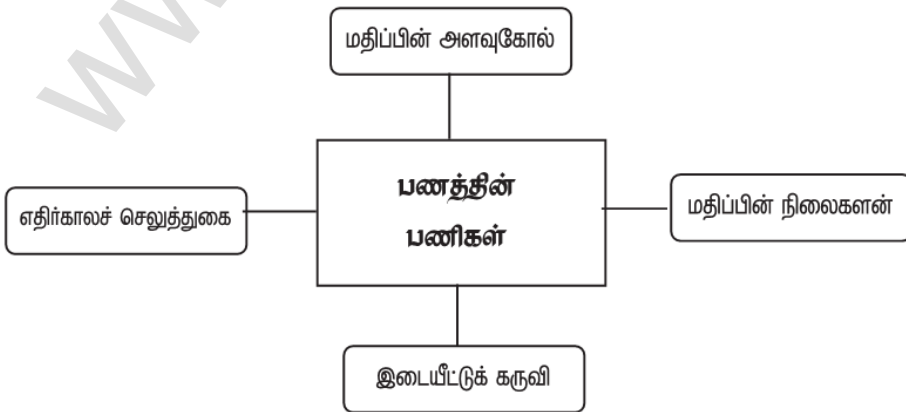 மதிப்பின் அளவுகோல்
பணத்தின்
பணிகள்
எதிர்காலச் செலுத்துகை
மதிப்பின் நிலைகளன்
இடையீட்டுக் கருவி